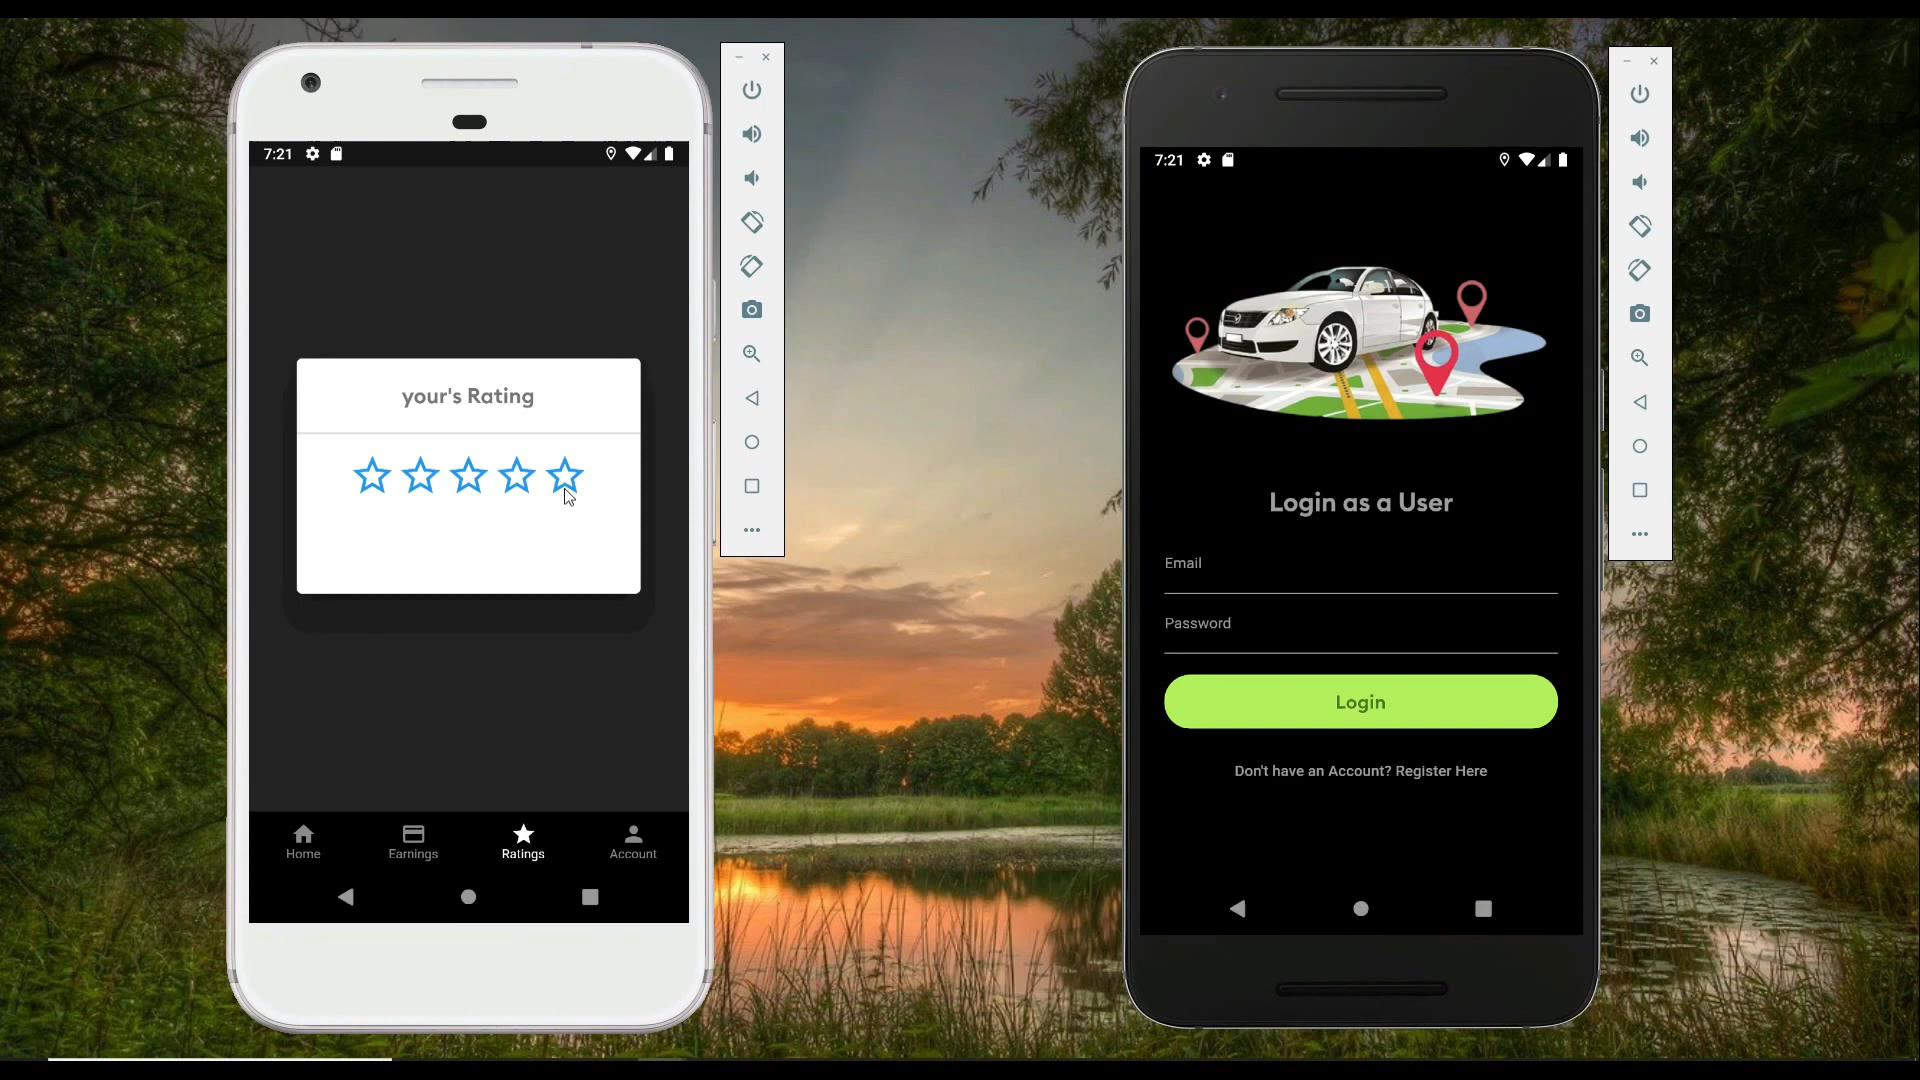 7:21
your's Rating
Home
Earnings
Ratings
Account
7:21
Login as a User
Email
Password
Login
Don't have an Account? Register Here